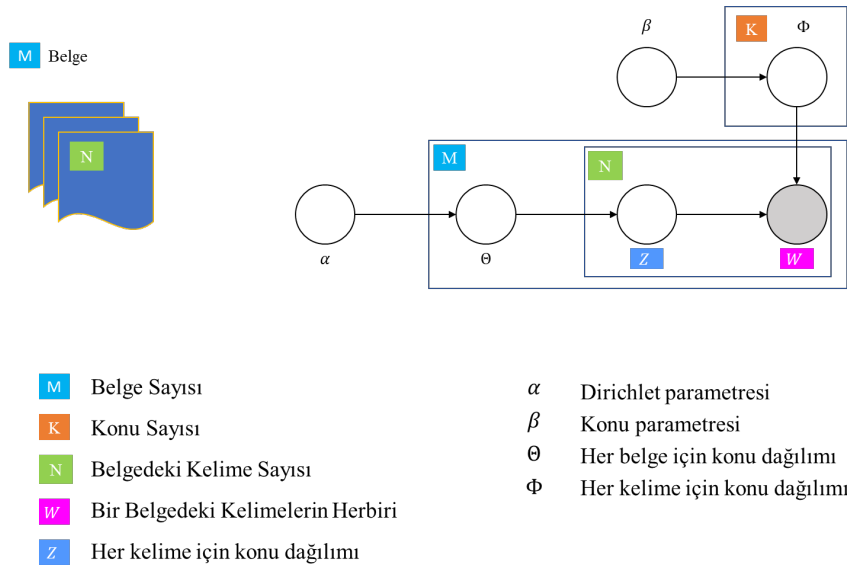 M Belge
N
β
K Φ
M
N
α
Θ
Z
W
M Belge Sayısı
K Konu Sayısı
N Belgedeki Kelime Sayısı
W Bir Belgedeki Kelimelerin Herbiri
Z Her kelime için konu dağılımı
α Dirichlet parametresi
β Konu parametresi
Θ Her belge için konu dağılımı
Φ Her kelime için konu dağılımı